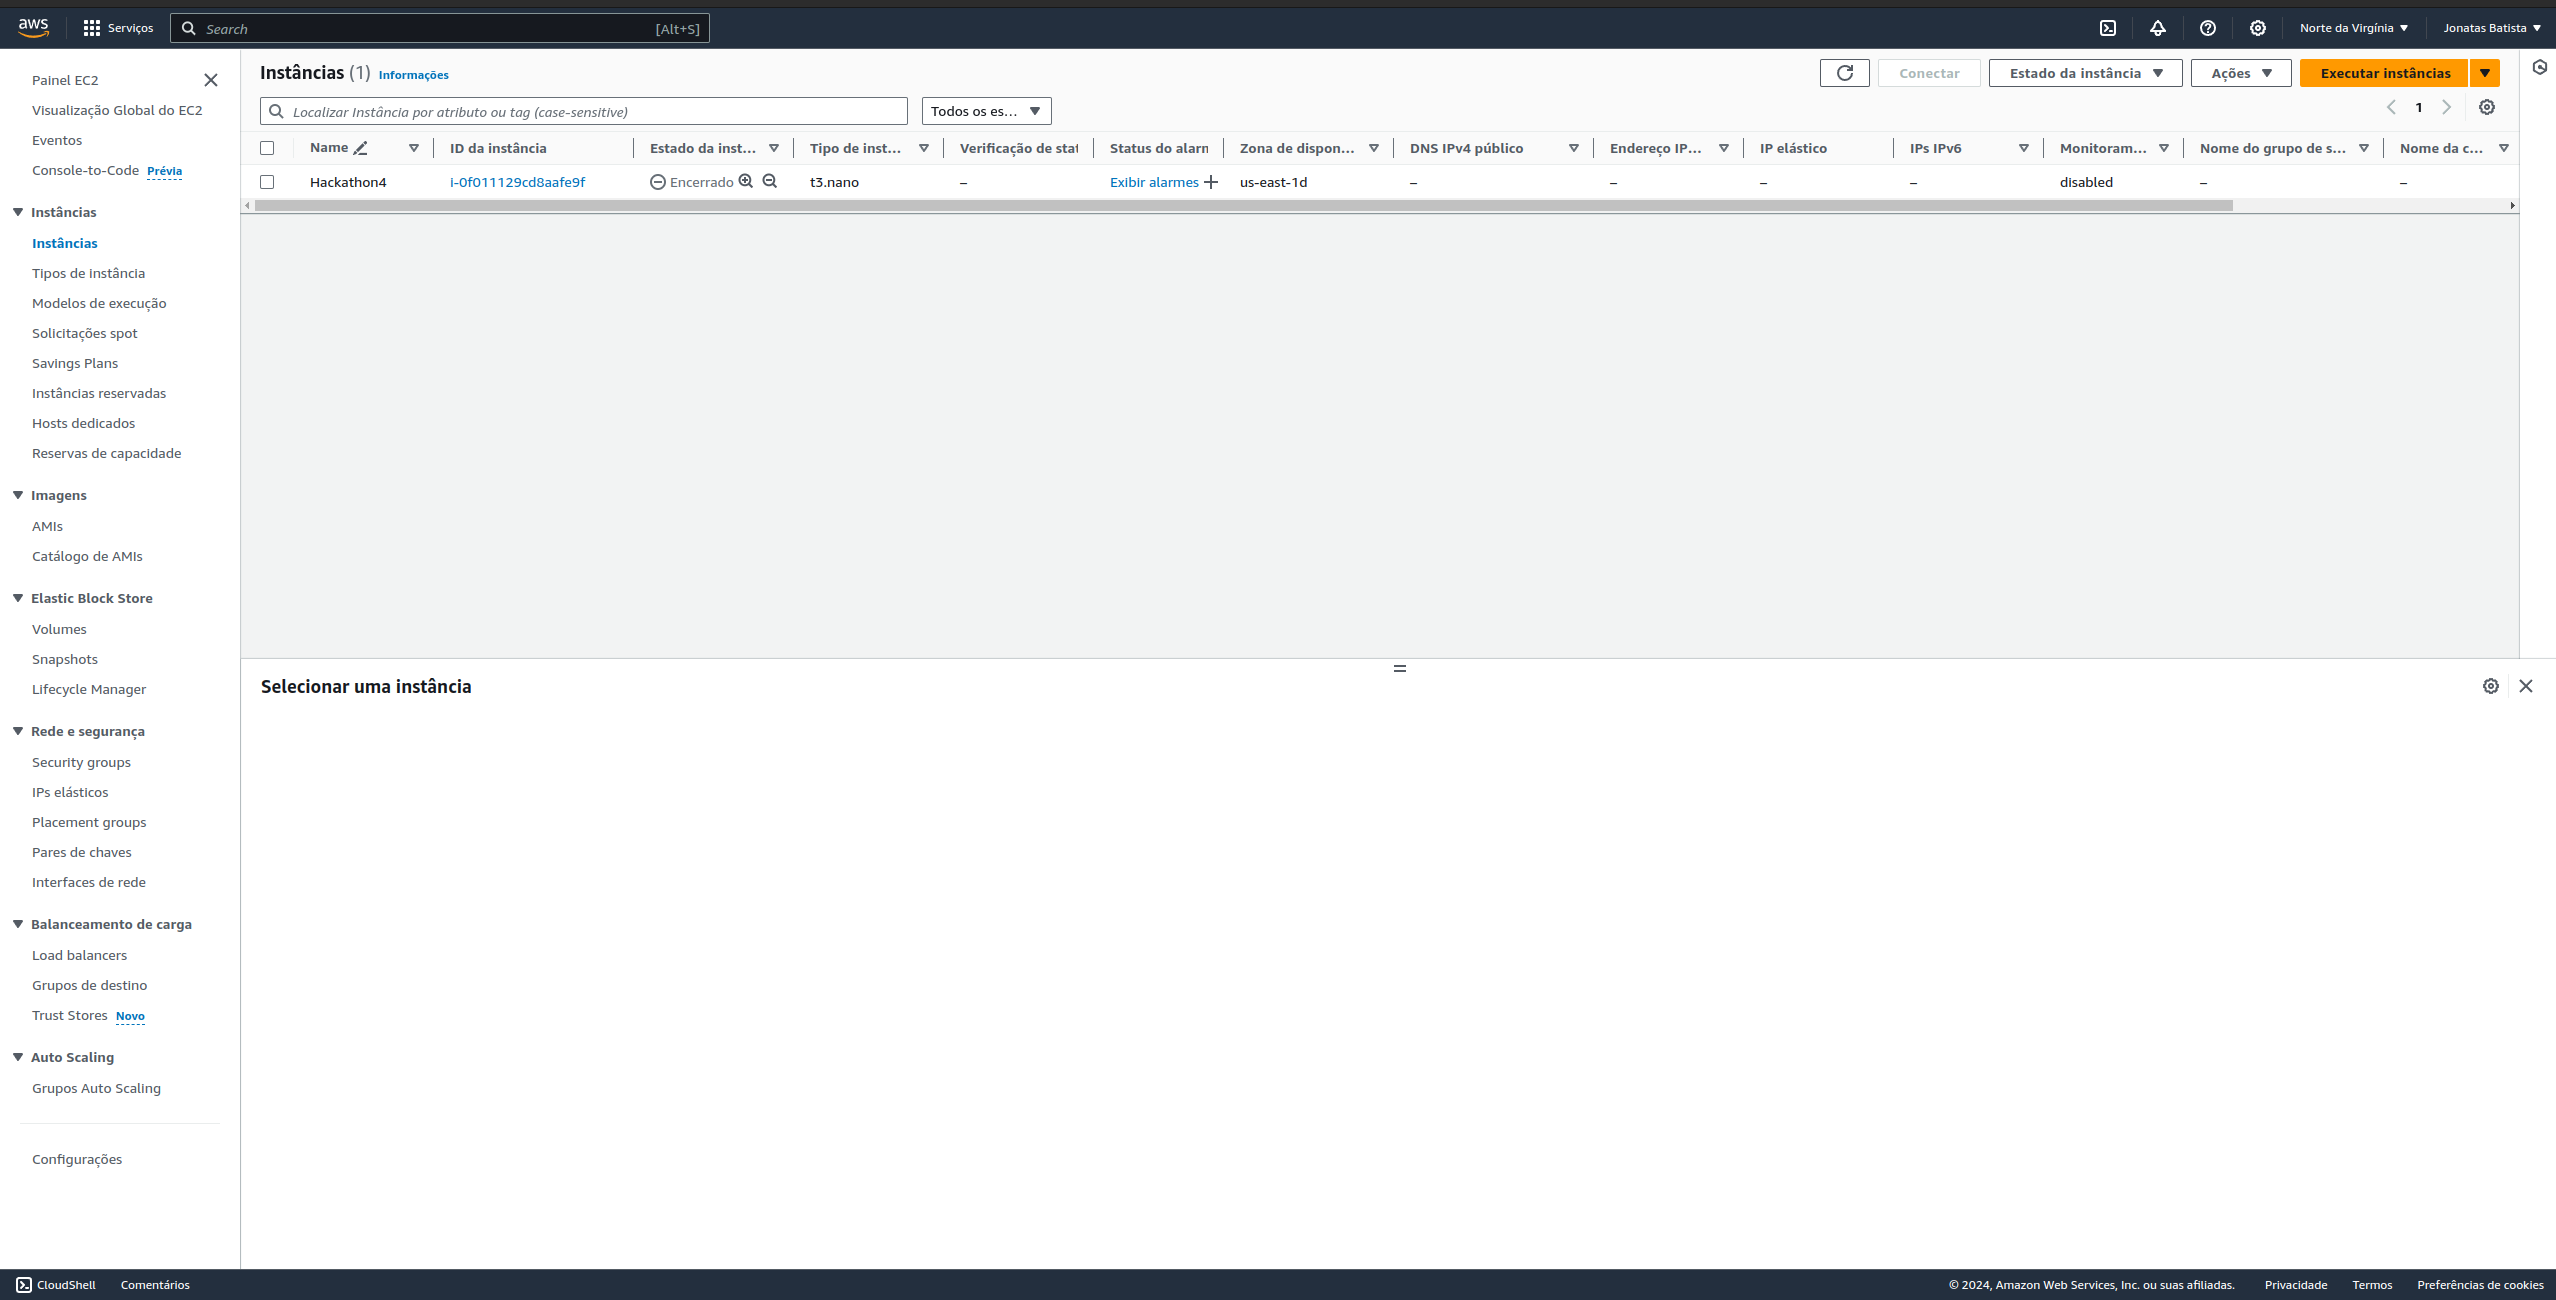 aws
Serviços
Search [Alt+S]
Norte da Virgínia
Jonatas Batista
Painel EC2
Visualização Global do EC2
Eventos
Console-to-Code Prévia
Instâncias
Instâncias
Tipos de instância
Modelos de execução
Solicitações spot
Savings Plans
Instâncias reservadas
Hosts dedicados
Reservas de capacidade
Imagens
AMIs
Catálogo de AMIs
Elastic Block Store
Volumes
Snapshots
Lifecycle Manager
Rede e segurança
Security groups
IPs elásticos
Placement groups
Pares de chaves
Interfaces de rede
Balanceamento de carga
Load balancers
Grupos de destino
Trust Stores Novo
Auto Scaling
Grupos Auto Scaling
Configurações
Instâncias (1) Informações
Conectar
Estado da instância
Ações
Executar instâncias
Localizar Instância por atributo ou tag (case-sensitive)
Todos os es...
1
Name ID da instância Estado da inst... Tipo de inst... Verificação de stat Status do alarn Zona de dispon... DNS IPv4 público Endereço IP... IP elástico IPs IPv6 Monitoram... Nome do grupo de s... Nome da c...
Hackathon4 i-0f011129cd8aafe9f Encerrado t3.nano – Exibir alarmes us-east-1d – – – – disabled – –
Selecionar uma instância
CloudShell Comentários © 2024, Amazon Web Services, Inc. ou suas afiliadas. Privacidade Termos Preferências de cookies